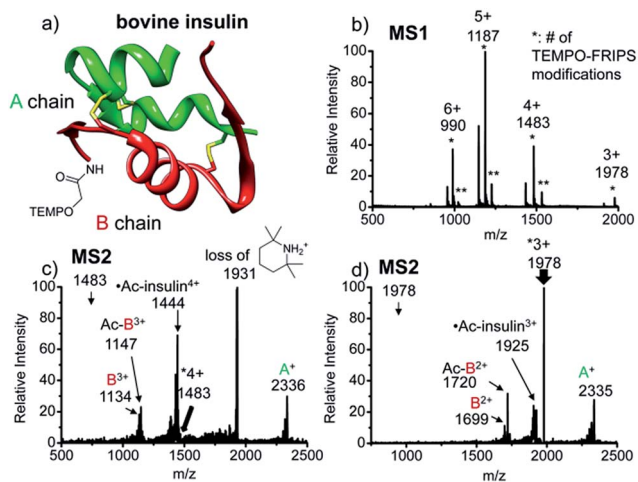 a) bovine insulin
A chain
NH
O
TEMPO
B chain
b) MS1
*: # of
TEMPO-FRIPS
modifications
5+
1187
*
6+
990
*
**
**
4+
1483
*
**
3+
1978
*
Relative Intensity
100
80
60
40
20
0
500 1000 1500 2000
m/z
c) MS2
1483
•Ac-insulin⁴⁺
1444
loss of
1931
NH₂⁺
Ac-B³⁺
1147
B³⁺
1134
*4+
1483
A⁺
2336
Relative Intensity
100
80
60
40
20
0
500 1000 1500 2000 2500
m/z
d) MS2
1978
*3+
1978
•Ac-insulin³⁺
1925
Ac-B²⁺
1720
B²⁺
1699
A⁺
2335
Relative Intensity
100
80
60
40
20
0
1000 1500 2000 2500
m/z